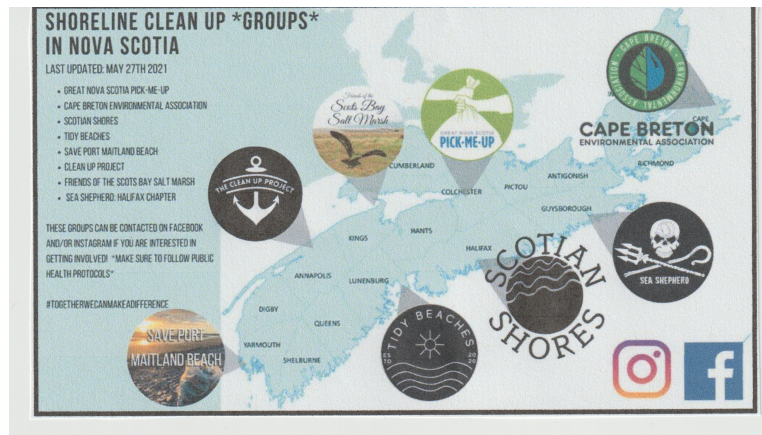 SHORELINE CLEAN UP *GROUPS*
IN NOVA SCOTIA
LAST UPDATED: MAY 27TH 2021
• GREAT NOVA SCOTIA PICK-ME-UP
• CAPE BRETON ENVIRONMENTAL ASSOCIATION
• SCOTIAN SHORES
• TIDY BEACHES
• SAVE PORT MAITLAND BEACH
• CLEAN UP PROJECT
• FRIENDS OF THE SCOTS BAY SALT MARSH
• SEA SHEPHERD: HALIFAX CHAPTER
THESE GROUPS CAN BE CONTACTED ON FACEBOOK
AND/OR INSTAGRAM IF YOU ARE INTERESTED IN
GETTING INVOLVED! *MAKE SURE TO FOLLOW PUBLIC
HEALTH PROTOCOLS*
#TOGETHERWECANMAKEADIFFERENCE
Friends of the
Scots Bay
Salt Marsh
GREAT NOVA SCOTIA
PICK-ME-UP
CAPE BRETON ENVIRONMENTAL ASSOCIATION
CAPE
CAPE BRETON
ENVIRONMENTAL ASSOCIATION
RICHMOND
THE CLEAN UP PROJECT
CUMBERLAND
COLCHESTER
PICTOU
ANTIGONISH
GUYSBOROUGH
KINGS
HANTS
HALIFAX
ANNAPOLIS
LUNENBURG
DIGBY
QUEENS
YARMOUTH
SHELBURNE
SAVE PORT
MAITLAND BEACH
TIDY BEACHES
ES 20
TD 20
SCOTIAN
SHORES
SEA SHEPHERD